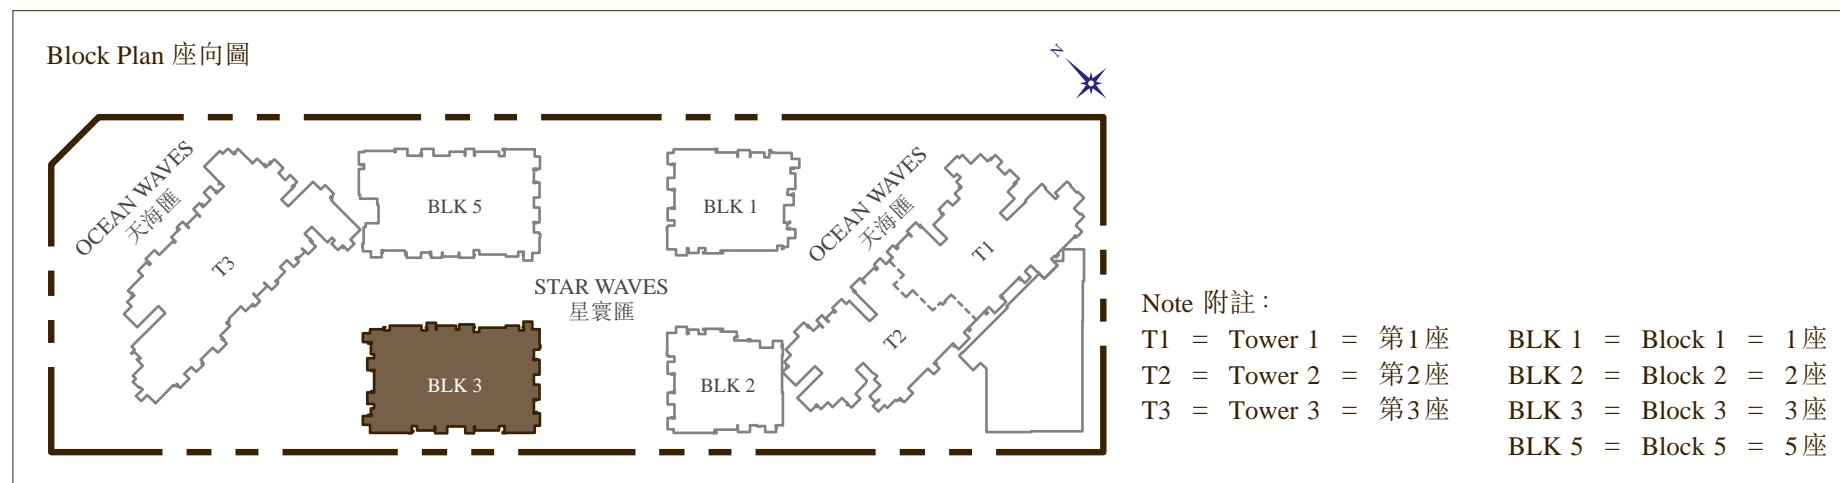 Block Plan 座向圖
N
OCEAN WAVES
天海匯
T3
BLK 5
BLK 1
OCEAN WAVES
天海匯
T1
STAR WAVES
星寰匯
T2
BLK 3
BLK 2
Note 附註：
T1 = Tower 1 = 第1座 BLK 1 = Block 1 = 1座
T2 = Tower 2 = 第2座 BLK 2 = Block 2 = 2座
T3 = Tower 3 = 第3座 BLK 3 = Block 3 = 3座
BLK 5 = Block 5 = 5座